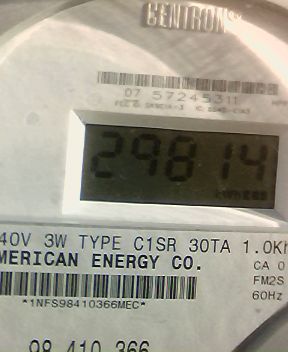 CENTRON
07 57245311
29814
40V 3W TYPE C1SR 30TA 1.0Kh
MERICAN ENERGY CO.
CA 0
FM2S
60Hz
*1NFS98410366MEC*
98 410 366